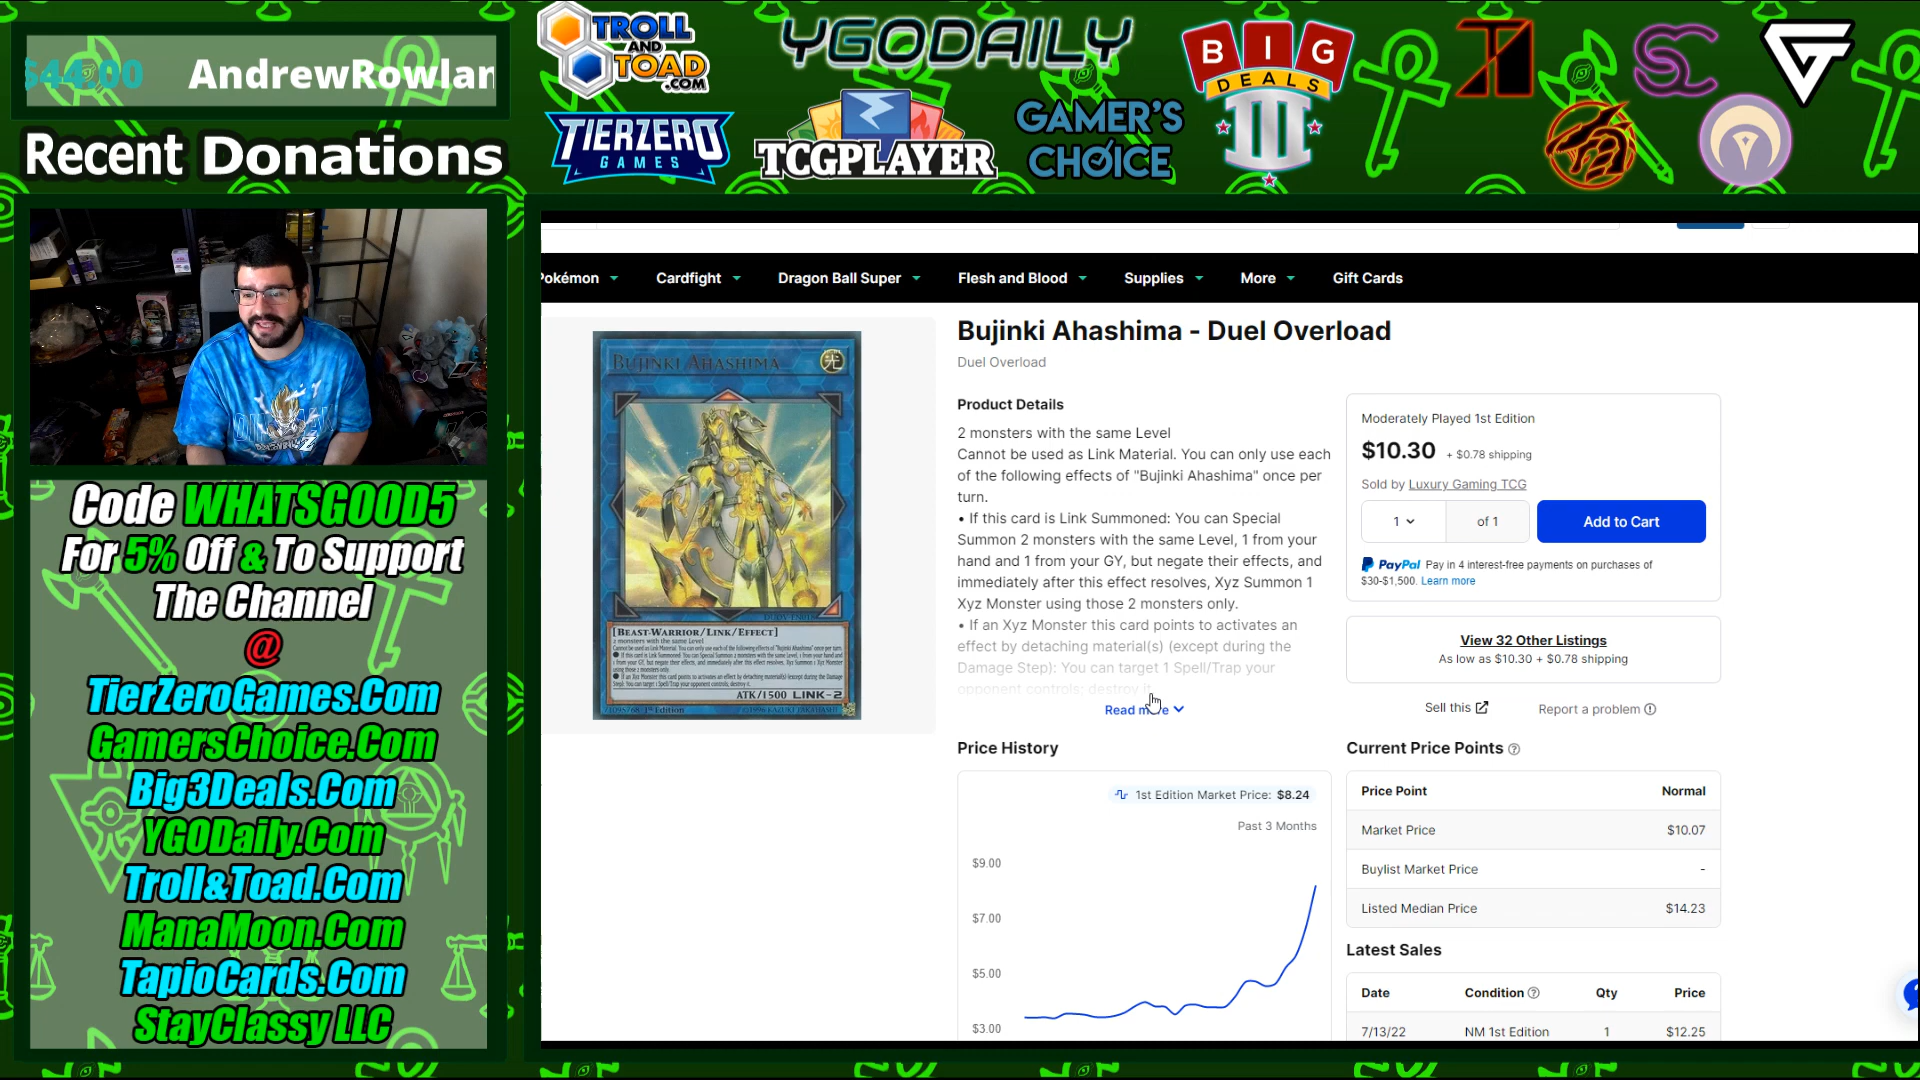 $44.00 AndrewRowlan
Recent Donations
TROLL
AND
TOAD
.COM
YGODAILY
BIG
DEALS
III
TIERZERO
GAMES
TCGPLAYER
GAMER'S
CHOICE
SC
Code WHATSGOOD5
For 5% Off & To Support
The Channel
@
TierZeroGames.Com
GamersChoice.Com
Big3Deals.Com
YGODaily.Com
Troll&Toad.Com
ManaMoon.Com
TapioCards.Com
StayClassy LLC
Pokémon
Cardfight
Dragon Ball Super
Flesh and Blood
Supplies
More
Gift Cards
BUJINKI AHASHIMA
光
[BEAST-WARRIOR/LINK/EFFECT]
2 monsters with the same Level
ATK/1500 LINK-2
1st Edition
Bujinki Ahashima - Duel Overload
Duel Overload
Product Details
2 monsters with the same Level
Cannot be used as Link Material. You can only use each
of the following effects of "Bujinki Ahashima" once per
turn.
• If this card is Link Summoned: You can Special
Summon 2 monsters with the same Level, 1 from your
hand and 1 from your GY, but negate their effects, and
immediately after this effect resolves, Xyz Summon 1
Xyz Monster using those 2 monsters only.
• If an Xyz Monster this card points to activates an
effect by detaching material(s) (except during the
Damage Step): You can target 1 Spell/Trap your
opponent controls; destroy it.
Read more
Moderately Played 1st Edition
$10.30 + $0.78 shipping
Sold by Luxury Gaming TCG
1 of 1 Add to Cart
PayPal Pay in 4 interest-free payments on purchases of
$30-$1,500. Learn more
View 32 Other Listings
As low as $10.30 + $0.78 shipping
Sell this Report a problem
Price History
1st Edition Market Price: $8.24
Past 3 Months
$9.00
$7.00
$5.00
$3.00
Current Price Points
Price Point Normal
Market Price $10.07
Buylist Market Price -
Listed Median Price $14.23
Latest Sales
Date Condition Qty Price
7/13/22 NM 1st Edition 1 $12.25